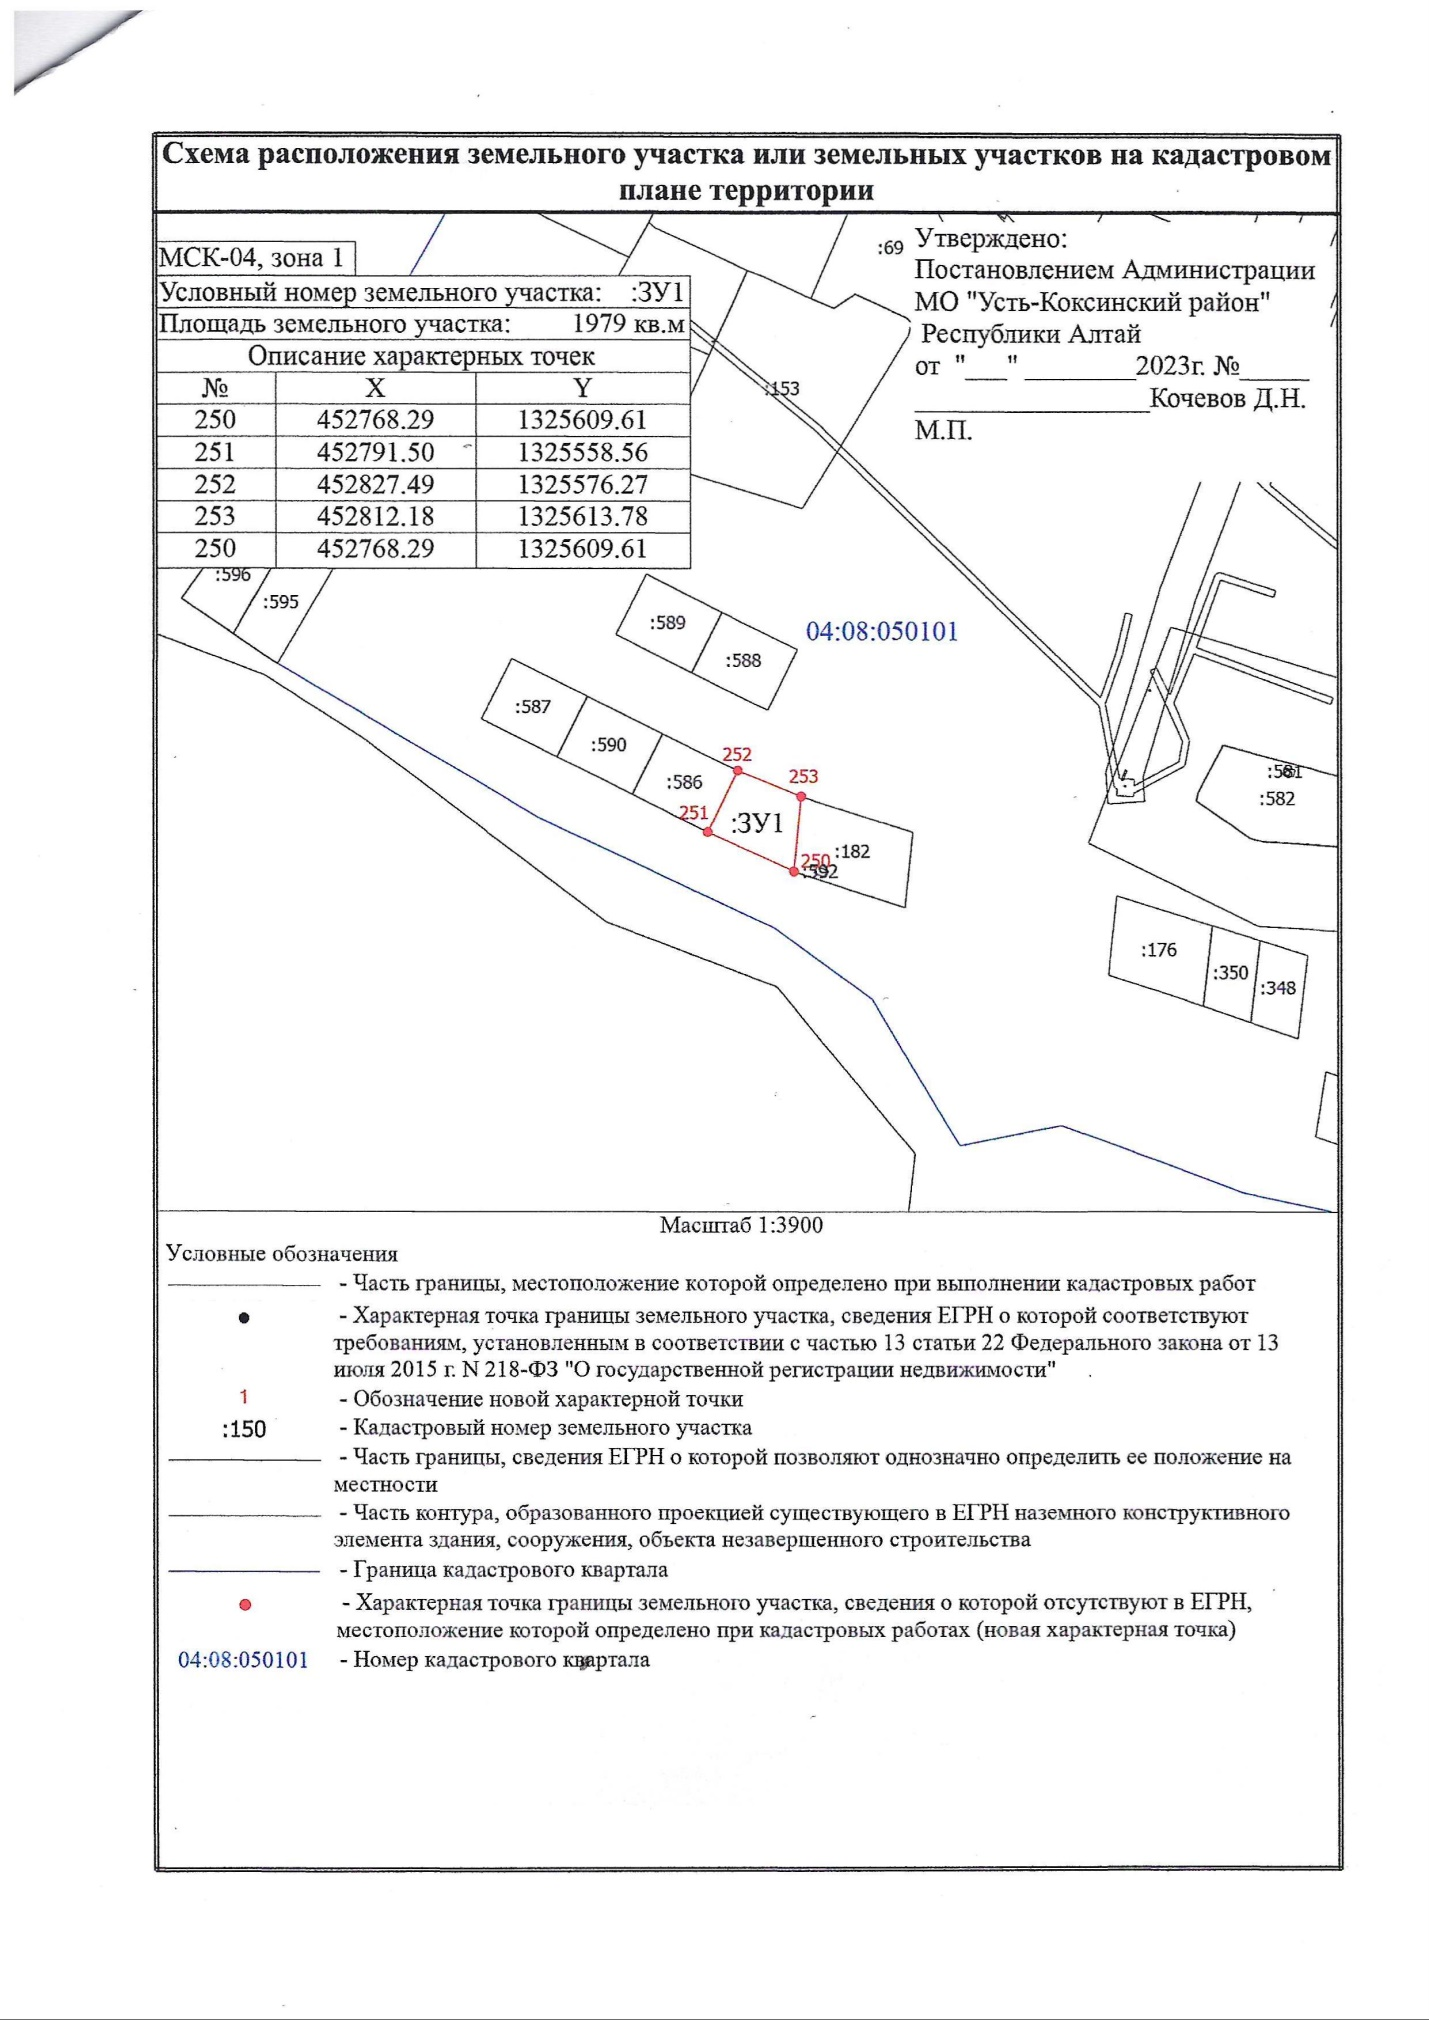 Схема расположения земельного участка или земельных участков на кадастровом
плане территории
МСК-04, зона 1
Условный номер земельного участка: :ЗУ1
Площадь земельного участка: 1979 кв.м
Описание характерных точек
№ X Y
250 452768.29 1325609.61
251 452791.50 1325558.56
252 452827.49 1325576.27
253 452812.18 1325613.78
250 452768.29 1325609.61
:69
Утверждено:
Постановлением Администрации
МО "Усть-Коксинский район"
Республики Алтай
от "___" ________2023г. №_____
_________________Кочевов Д.Н.
М.П.
:153
:596
:595
:589
:588
04:08:050101
:587
:590
:586
252
253
251
:ЗУ1
250
:592
:182
:581
:582
:176
:350
:348
Масштаб 1:3900
Условные обозначения
- Часть границы, местоположение которой определено при выполнении кадастровых работ
- Характерная точка границы земельного участка, сведения ЕГРН о которой соответствуют
требованиям, установленным в соответствии с частью 13 статьи 22 Федерального закона от 13
июля 2015 г. N 218-ФЗ "О государственной регистрации недвижимости"
1 - Обозначение новой характерной точки
:150 - Кадастровый номер земельного участка
- Часть границы, сведения ЕГРН о которой позволяют однозначно определить ее положение на
местности
- Часть контура, образованного проекцией существующего в ЕГРН наземного конструктивного
элемента здания, сооружения, объекта незавершенного строительства
- Граница кадастрового квартала
- Характерная точка границы земельного участка, сведения о которой отсутствуют в ЕГРН,
местоположение которой определено при кадастровых работах (новая характерная точка)
04:08:050101 - Номер кадастрового квартала